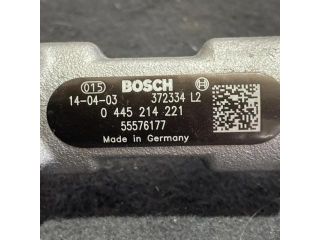 015 BOSCH
14-04-03 372334 L2
0 445 214 221
55576177
Made in Germany